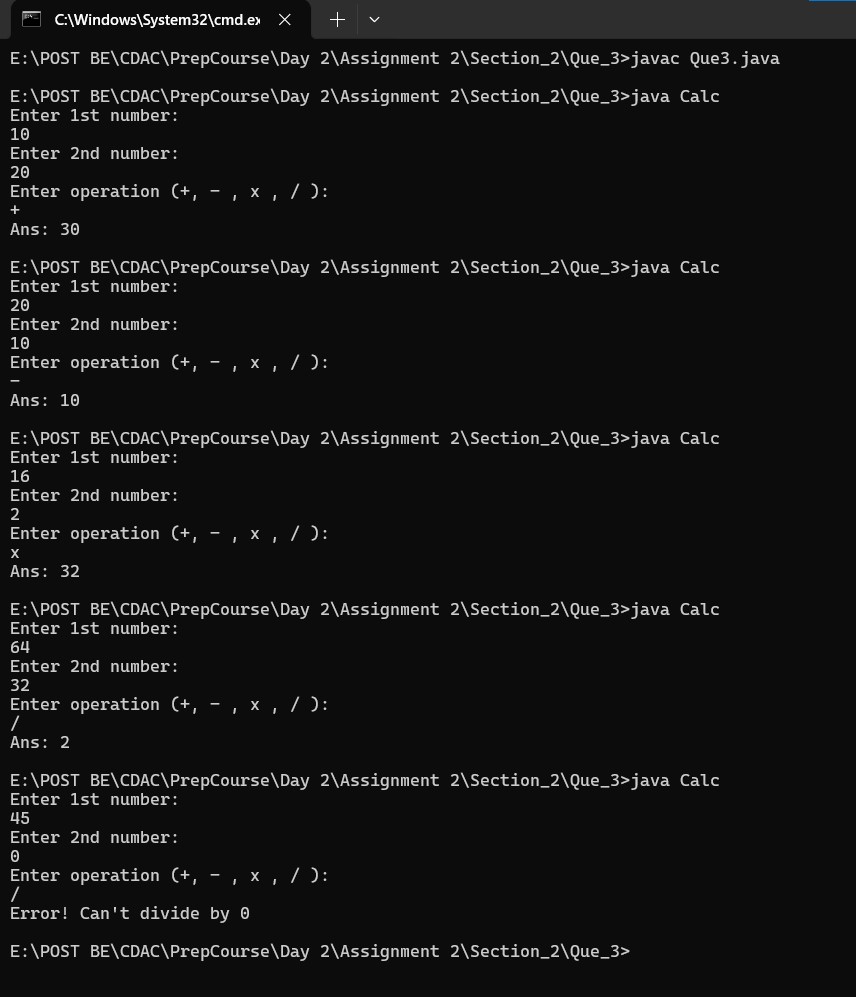 C:\Windows\System32\cmd.ex
E:\POST BE\CDAC\PrepCourse\Day 2\Assignment 2\Section_2\Que_3>javac Que3.java
E:\POST BE\CDAC\PrepCourse\Day 2\Assignment 2\Section_2\Que_3>java Calc
Enter 1st number:
10
Enter 2nd number:
20
Enter operation (+, - , x , / ):
+
Ans: 30
E:\POST BE\CDAC\PrepCourse\Day 2\Assignment 2\Section_2\Que_3>java Calc
Enter 1st number:
20
Enter 2nd number:
10
Enter operation (+, - , x , / ):
-
Ans: 10
E:\POST BE\CDAC\PrepCourse\Day 2\Assignment 2\Section_2\Que_3>java Calc
Enter 1st number:
16
Enter 2nd number:
2
Enter operation (+, - , x , / ):
x
Ans: 32
E:\POST BE\CDAC\PrepCourse\Day 2\Assignment 2\Section_2\Que_3>java Calc
Enter 1st number:
64
Enter 2nd number:
32
Enter operation (+, - , x , / ):
/
Ans: 2
E:\POST BE\CDAC\PrepCourse\Day 2\Assignment 2\Section_2\Que_3>java Calc
Enter 1st number:
45
Enter 2nd number:
0
Enter operation (+, - , x , / ):
/
Error! Can't divide by 0
E:\POST BE\CDAC\PrepCourse\Day 2\Assignment 2\Section_2\Que_3>